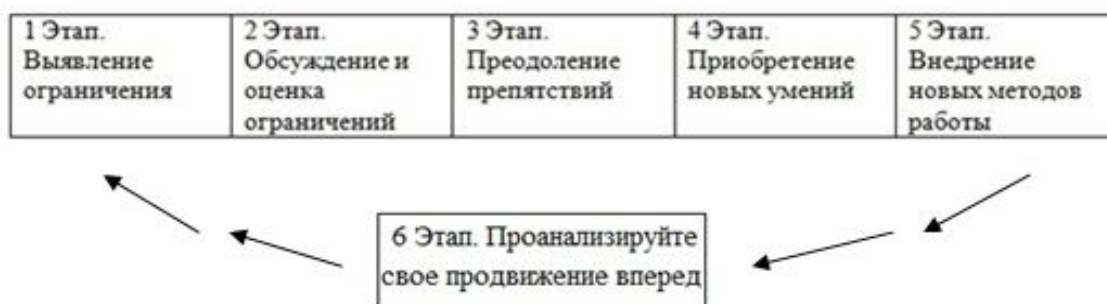 1 Этап.
Выявление
ограничения
2 Этап.
Обсуждение и
оценка
ограничений
3 Этап.
Преодоление
препятствий
4 Этап.
Приобретение
новых умений
5 Этап.
Внедрение
новых методов
работы
6 Этап. Проанализируйте
свое продвижение вперед